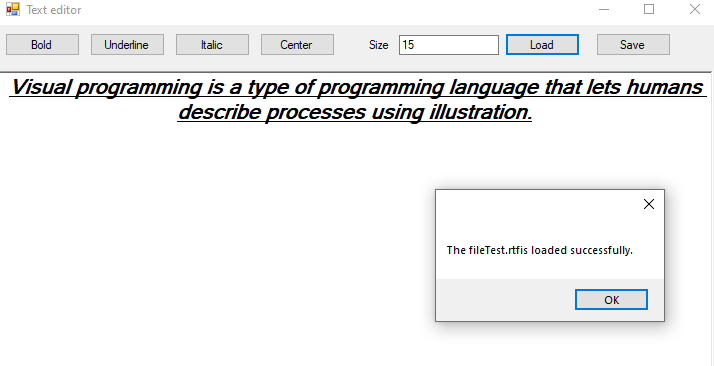 Text editor
Bold Underline Italic Center Size 15 Load Save
Visual programming is a type of programming language that lets humans
describe processes using illustration.
The fileTest.rtfis loaded successfully.
OK